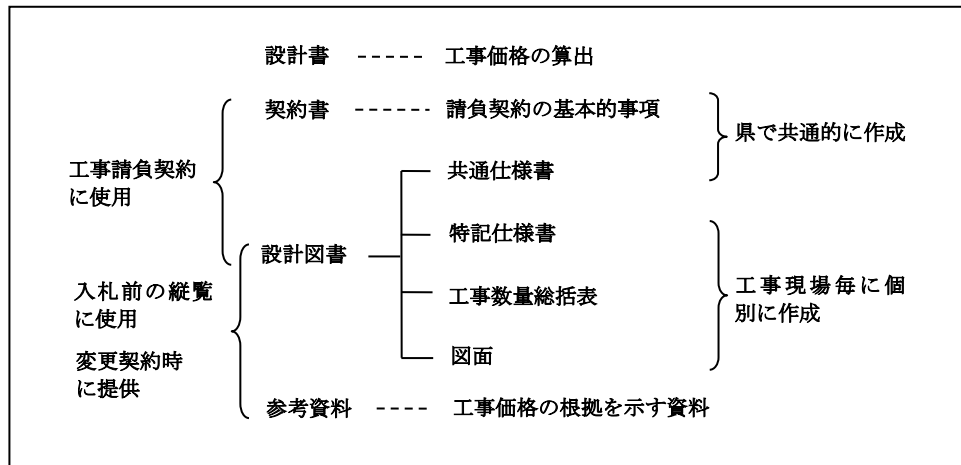 設計書 工事価格の算出
契約書 請負契約の基本的事項
県で共通的に作成
工事請負契約
に使用
共通仕様書
特記仕様書
設計図書
入札前の縦覧
に使用
工事数量総括表
工事現場毎に個
別に作成
変更契約時
に提供
図面
参考資料 工事価格の根拠を示す資料